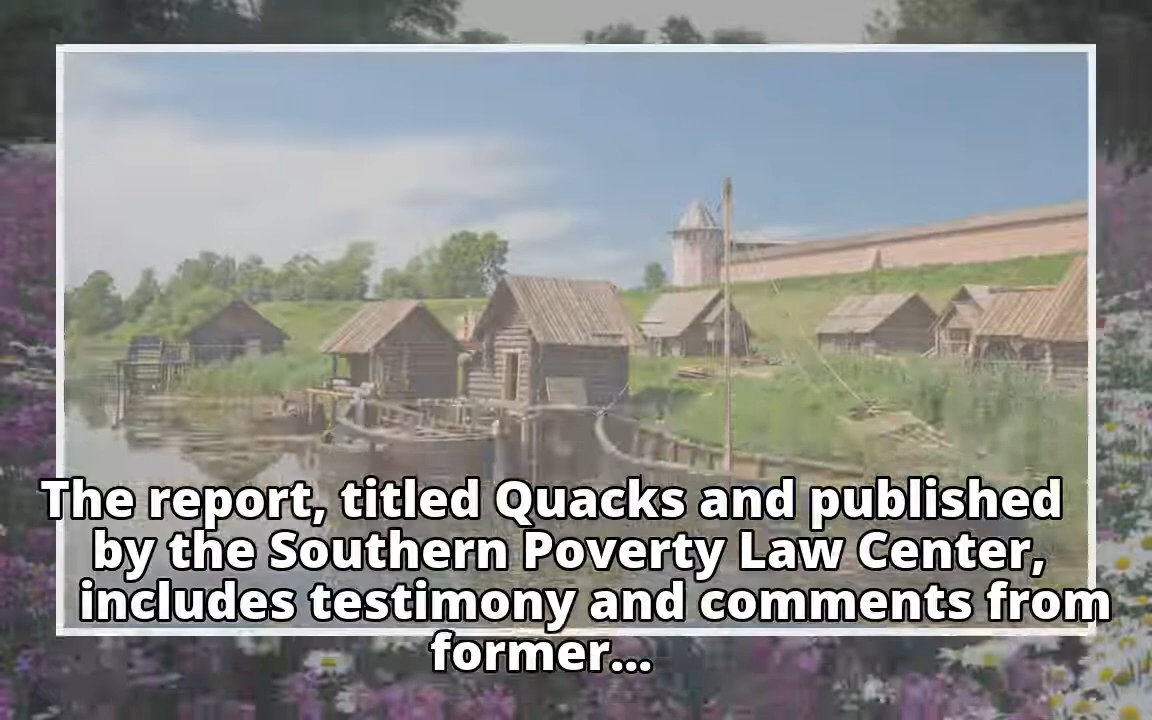 The report, titled Quacks and published
by the Southern Poverty Law Center,
includes testimony and comments from
former...